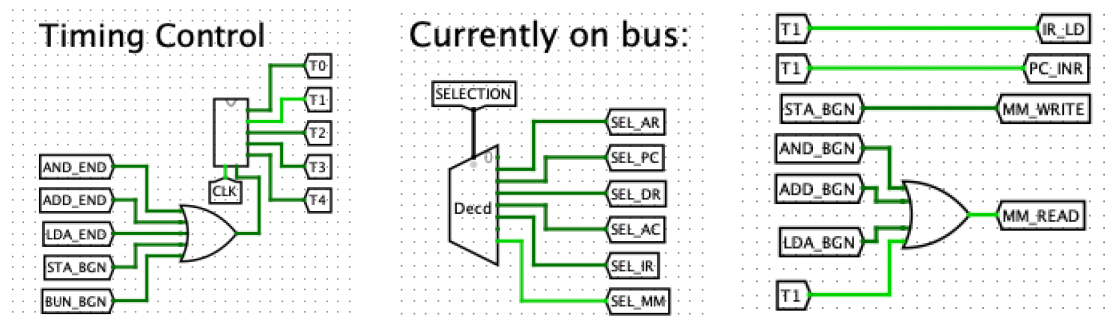 Timing Control
T0
T1
T2
T3
T4
CLK
AND_END
ADD_END
LDA_END
STA_BGN
BUN_BGN
Currently on bus:
SELECTION
0
Decd
SEL_AR
SEL_PC
SEL_DR
SEL_AC
SEL_IR
SEL_MM
T1 IR_LD
T1 PC_INR
STA_BGN MM_WRITE
AND_BGN
ADD_BGN
LDA_BGN
T1
MM_READ